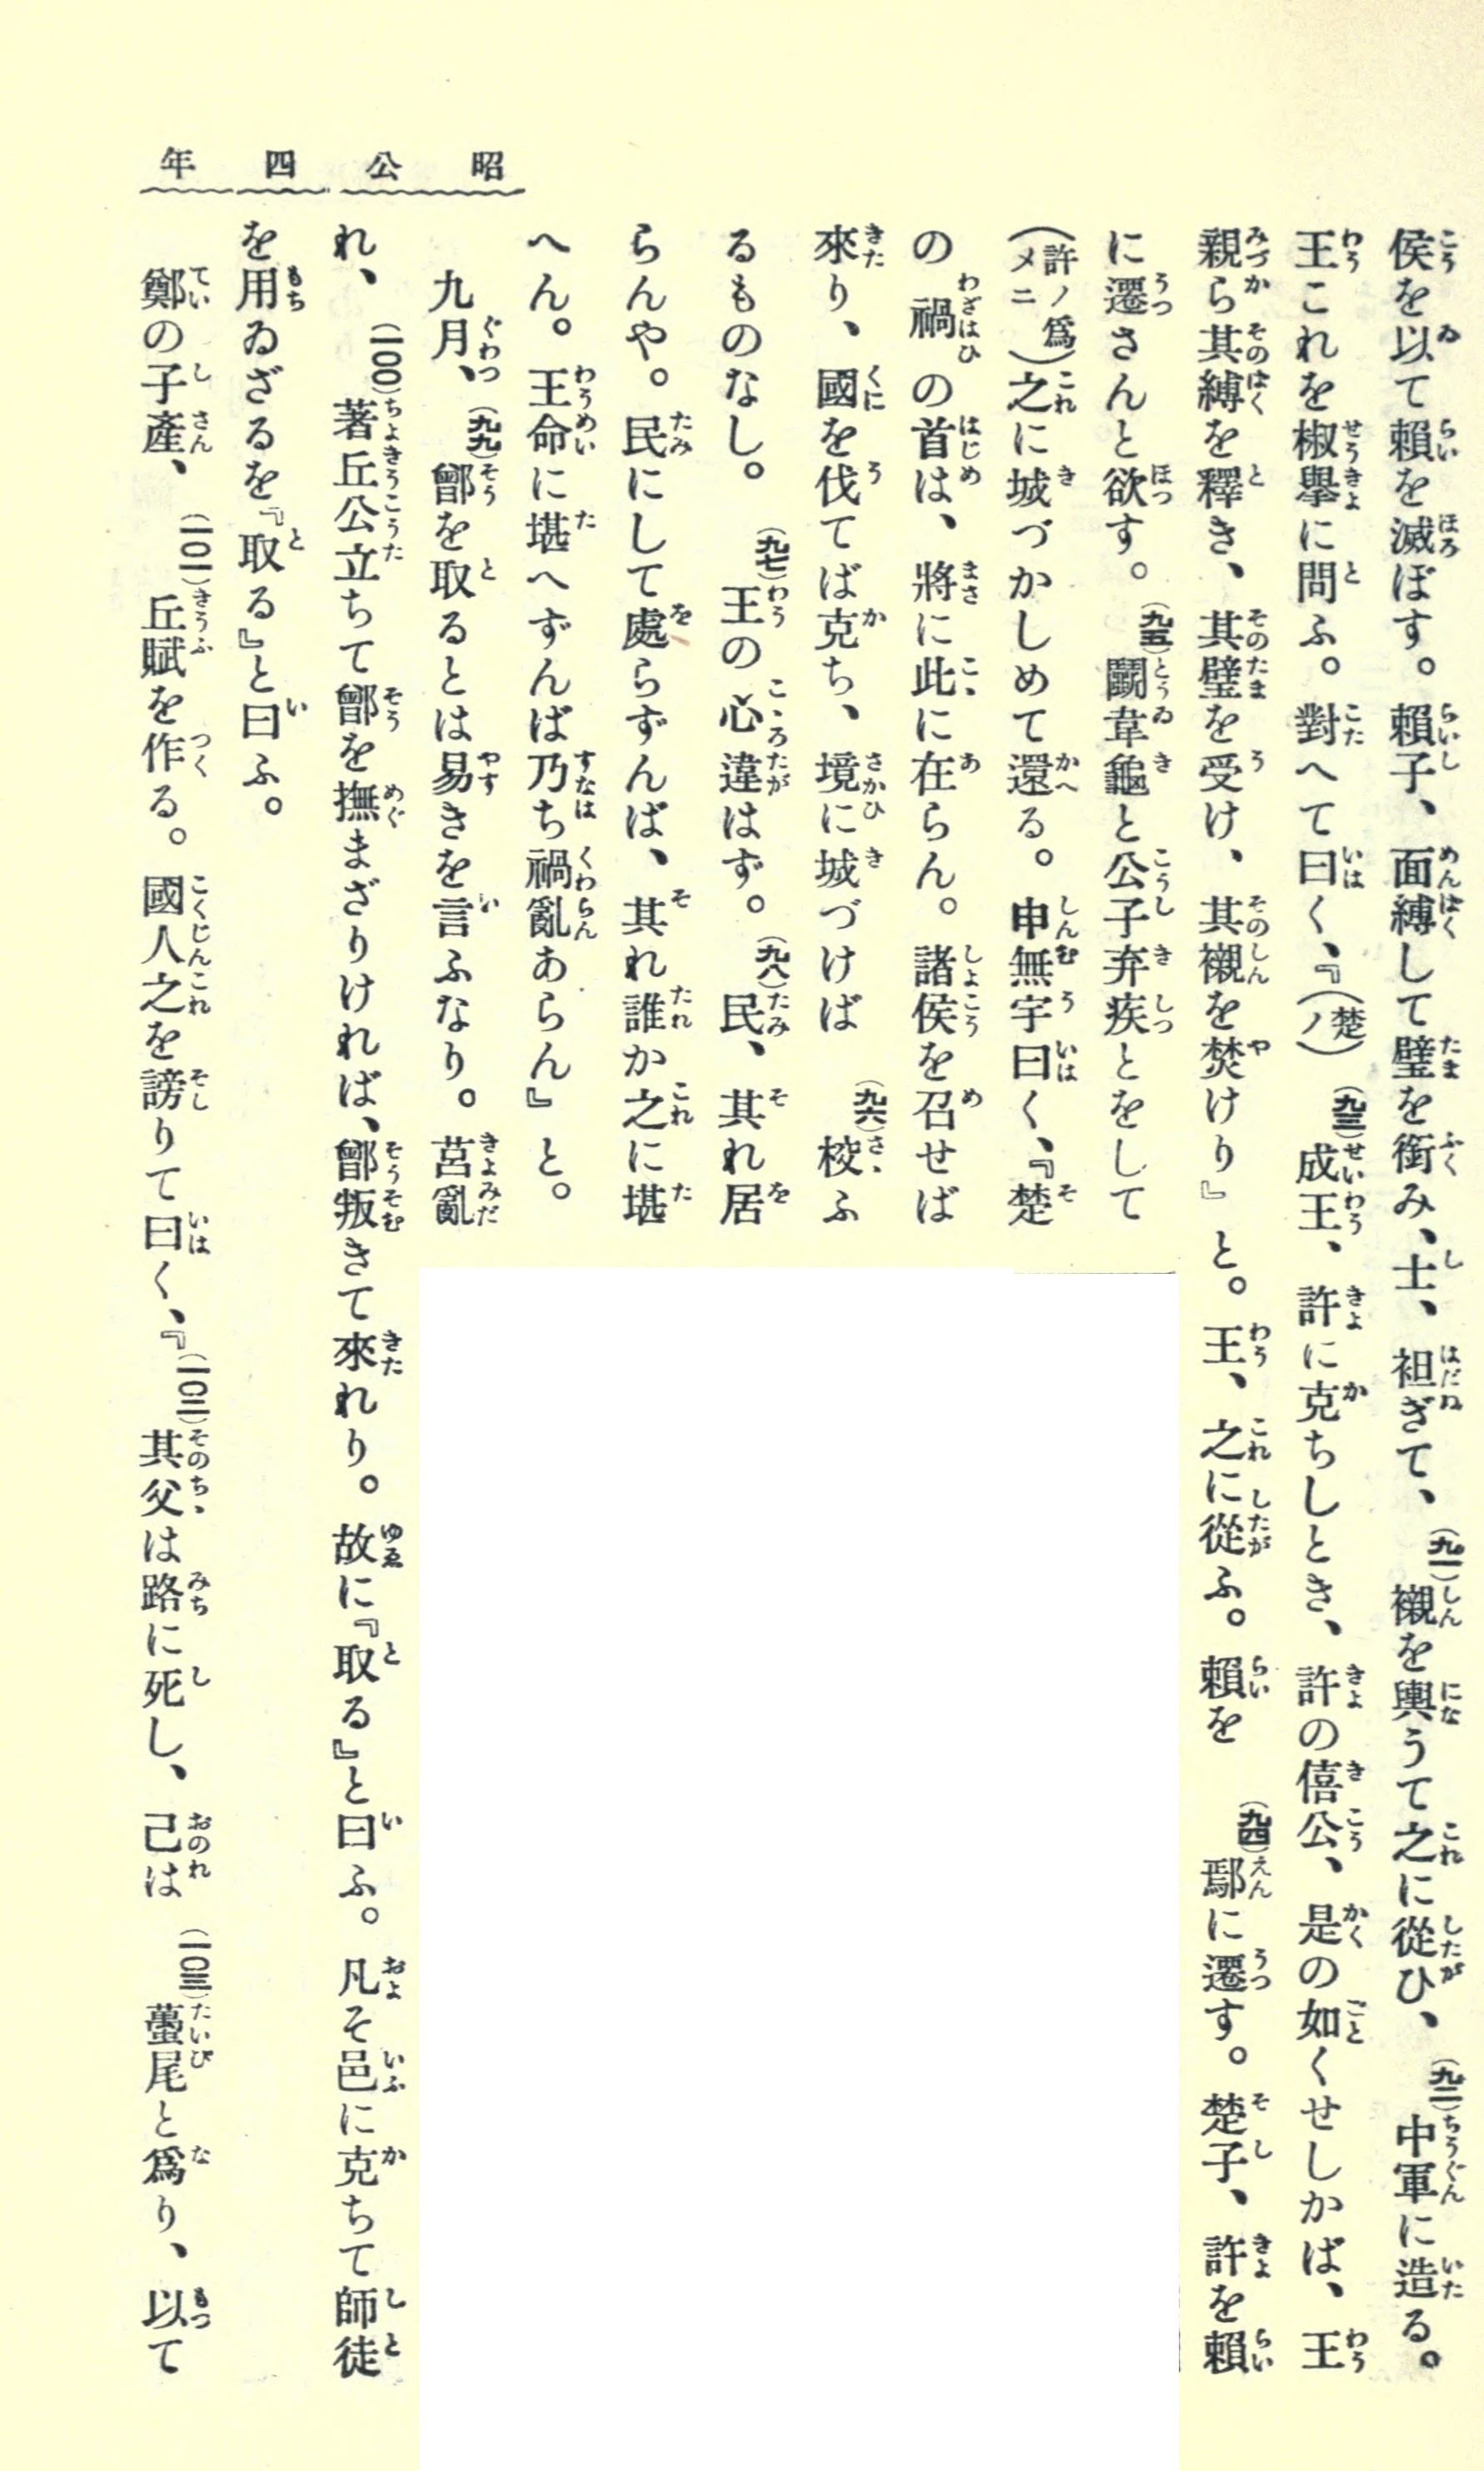 昭公四年
侯を以て賴を滅ぼす。賴子、面縛して璧を銜み、士、袒ぎて、(九一)襯を輿うて之に從ひ、(九二)中軍に造る。
王これを椒擧に問ふ。對へて曰く、『(楚ノ)(九三)成王、許に克ちしとき、許の僖公、是の如くせしかば、王
親ら其縛を釋き、其璧を受け、其襯を焚けり』と。王、之に從ふ。賴を(九四)鄢に遷す。楚子、許を賴
に遷さんと欲す。(九五)鬭韋龜と公子弃疾とをして
(許ノ爲メニ)之に城づかしめて還る。申無宇曰く、『楚
の禍の首は、將に此に在らん。諸侯を召せば
來り、國を伐てば克ち、境に城づけば(九六)校ふ
るものなし。(九七)王の心違はず。(九八)民、其れ居
らんや。民にして處らずんば、其れ誰か之に堪
へん。王命に堪へずんば乃ち禍亂あらん』と。
九月、(九九)鄫を取るとは易きを言ふなり。莒亂
れ、(一〇〇)著丘公立ちて鄫を撫まざりければ、鄫叛きて來れり。故に『取る』と曰ふ。凡そ邑に克ちて師徒
を用ゐざるを『取る』と曰ふ。
鄭の子產、(一〇一)丘賦を作る。國人之を謗りて曰く、『(一〇二)其父は路に死し、己は(一〇三)蠆尾と爲り、以て